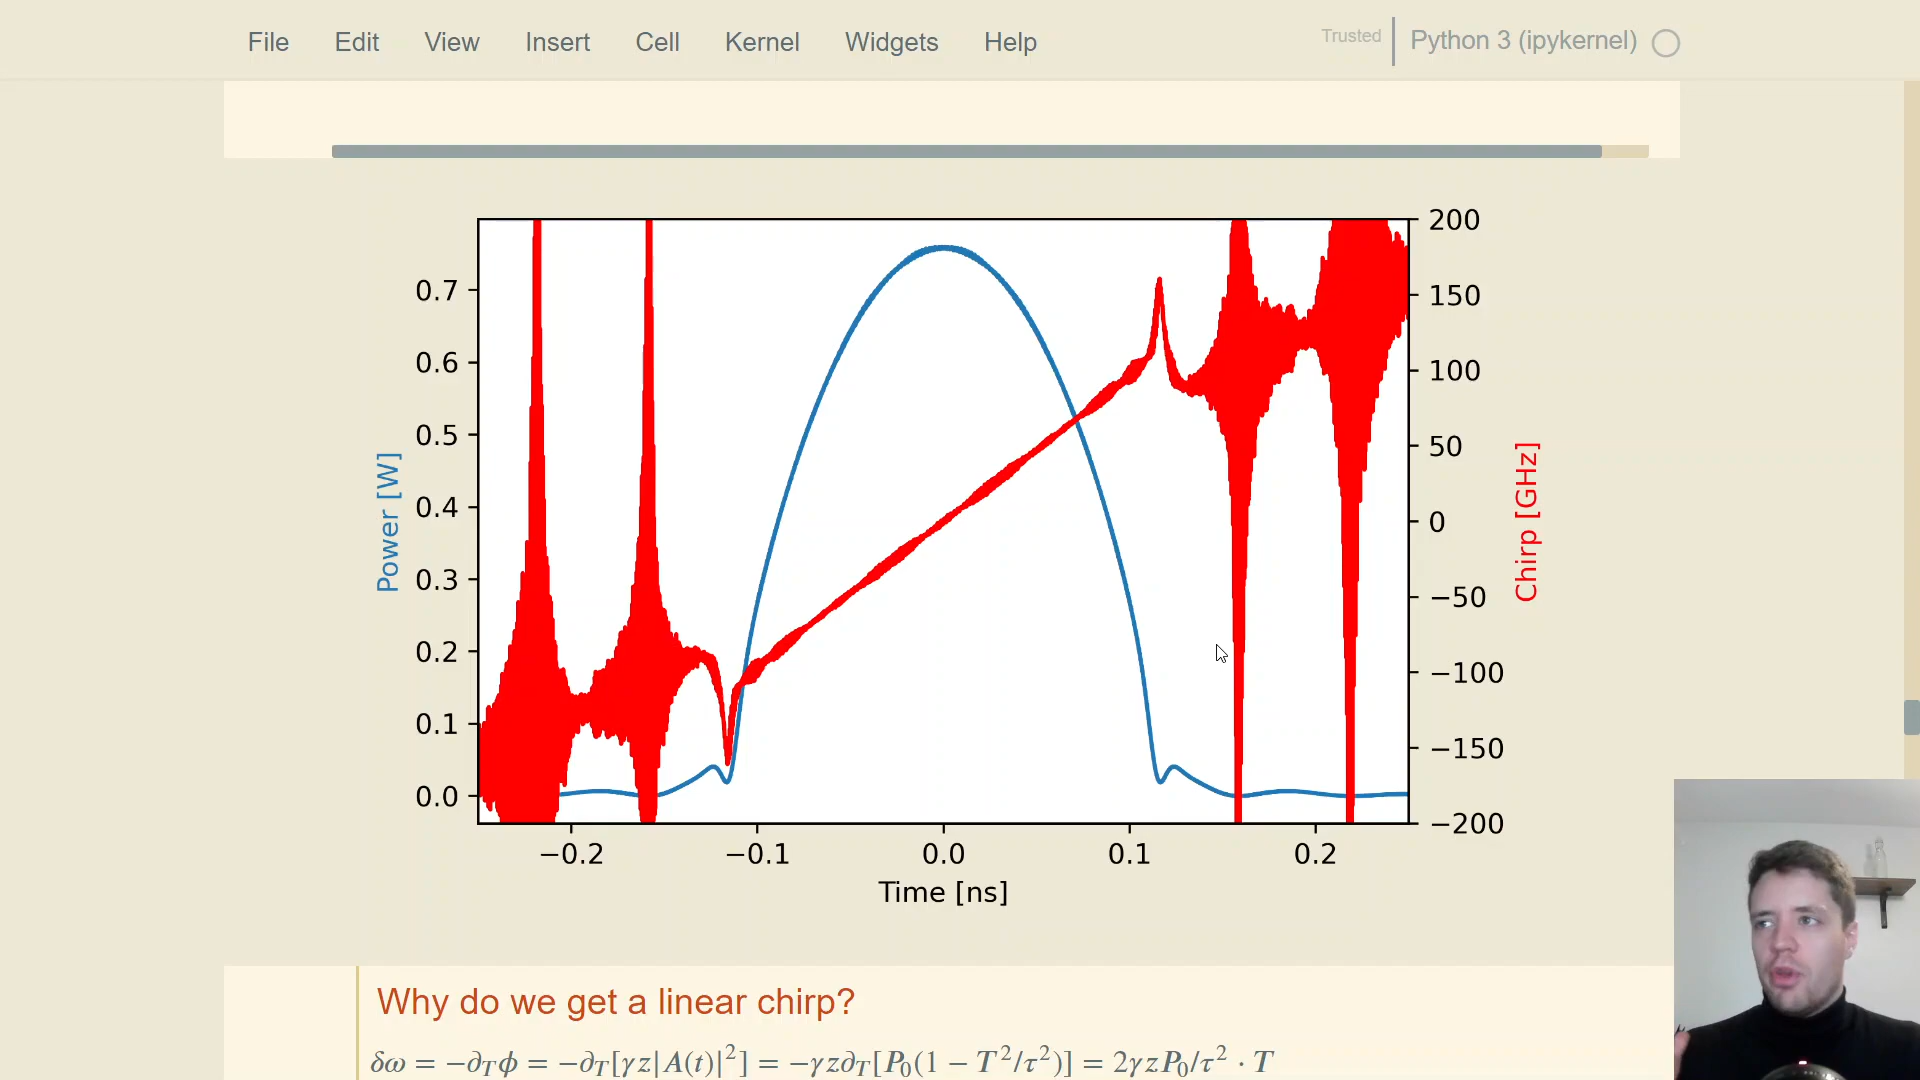 File Edit View Insert Cell Kernel Widgets Help Trusted Python 3 (ipykernel)
200
0.7
150
0.6
100
0.5
50
0.4
0
0.3
−50
0.2
−100
0.1
−150
0.0
−200
Power [W]
Chirp [GHz]
−0.2 −0.1 0.0 0.1 0.2
Time [ns]
Why do we get a linear chirp?
δω = −∂_Tϕ = −∂_T[γz|A(t)|²] = −γz∂_T[P₀(1 − T²/τ²)] = 2γzP₀/τ² · T